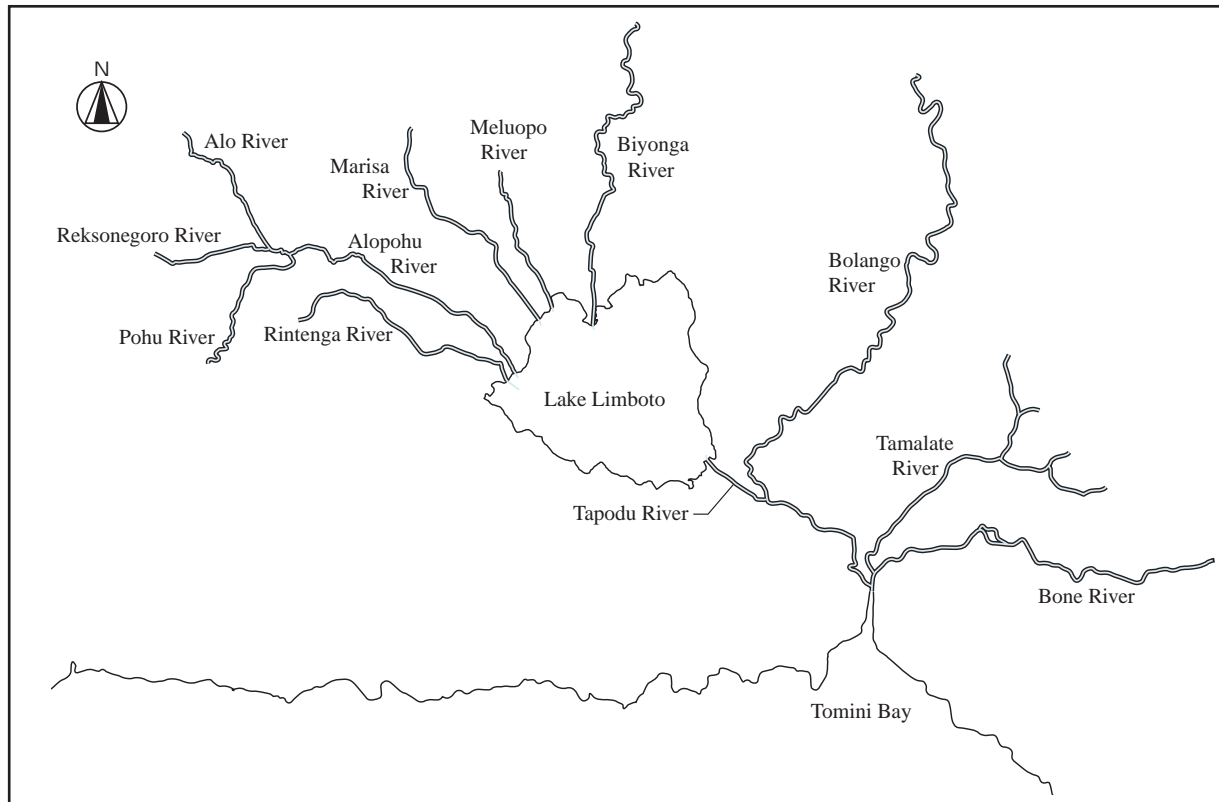 N
Alo River
Meluopo
River
Biyonga
River
Marisa
River
Reksonegoro River
Alopohu
River
Bolango
River
Pohu River
Rintenga River
Lake Limboto
Tamalate
River
Tapodu River
Bone River
Tomini Bay